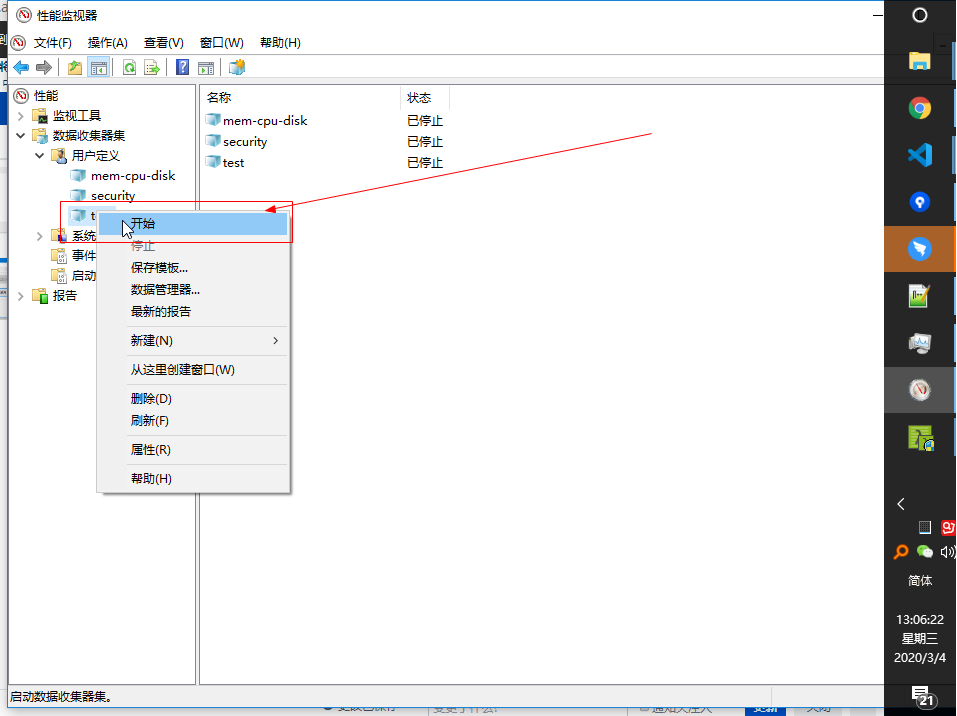 性能监视器
文件(F) 操作(A) 查看(V) 窗口(W) 帮助(H)
性能
监视工具
数据收集器集
用户定义
mem-cpu-disk
security
系统
事件
启动
报告
名称 状态
mem-cpu-disk 已停止
security 已停止
test 已停止
开始
停止
保存模板...
数据管理器...
最新的报告
新建(N)
从这里创建窗口(W)
删除(D)
刷新(F)
属性(R)
帮助(H)
启动数据收集器集。
简体
13:06:22
星期三
2020/3/4
21